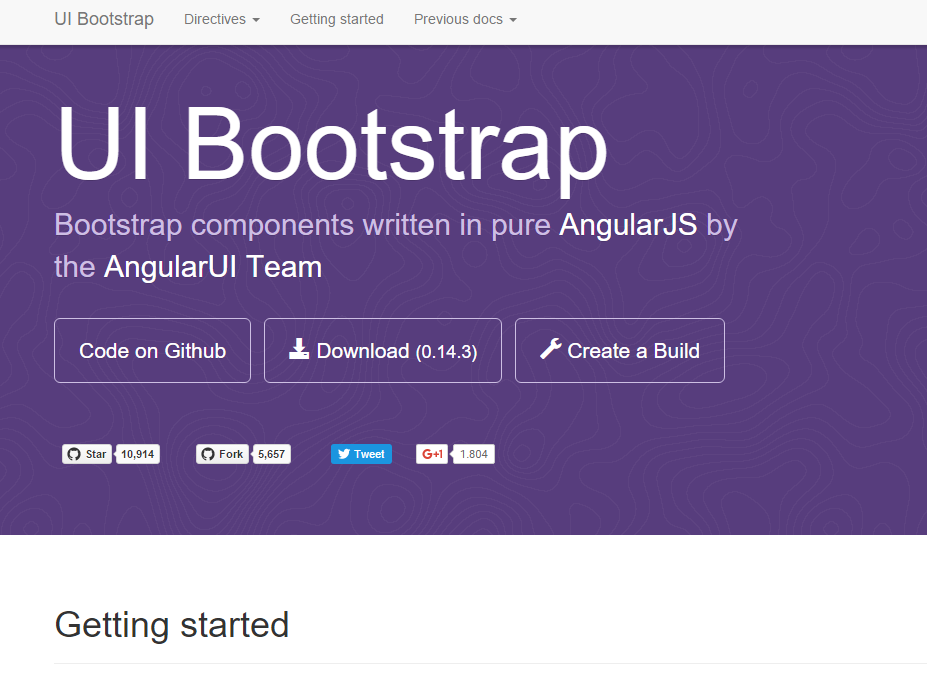 UI Bootstrap Directives Getting started Previous docs
UI Bootstrap
Bootstrap components written in pure AngularJS by
the AngularUI Team
Code on Github Download (0.14.3) Create a Build
Star 10,914 Fork 5,657 Tweet G+1 1.804
Getting started